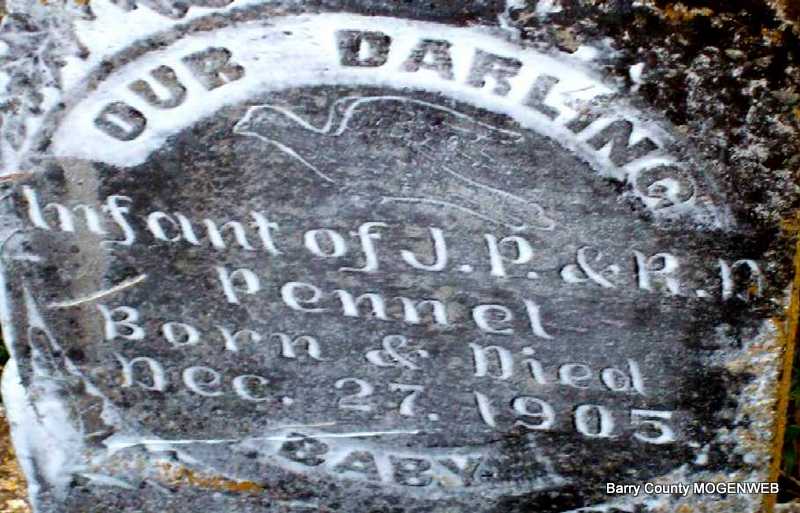 OUR DARLING
Infant of J. P. & R. N
Pennel
Born & Died
Dec. 27. 1905
BABY
Barry County MOGENWEB